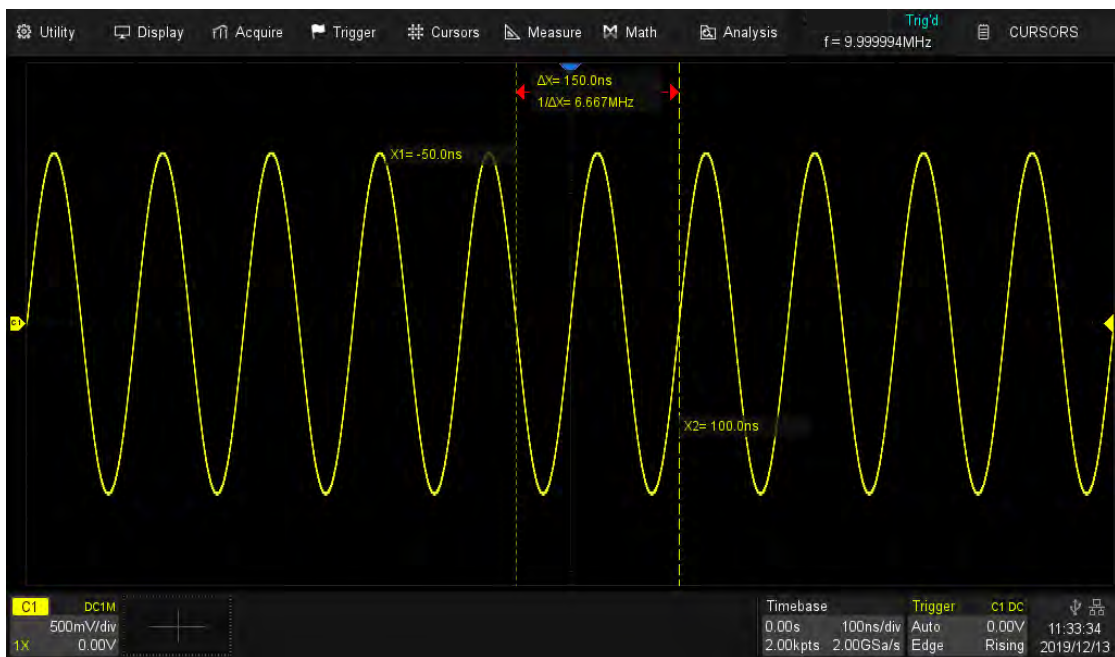 Utility Display Acquire Trigger Cursors Measure Math Analysis
Trig'd
f = 9.999994MHz
CURSORS
ΔX= 150.0ns
1/ΔX= 6.667MHz
X1= -50.0ns
C1
X2= 100.0ns
C1 DC1M
500mV/div
1X 0.00V
Timebase
0.00s 100ns/div
2.00kpts 2.00GSa/s
Trigger C1 DC
Auto 0.00V
Edge Rising
11:33:34
2019/12/13